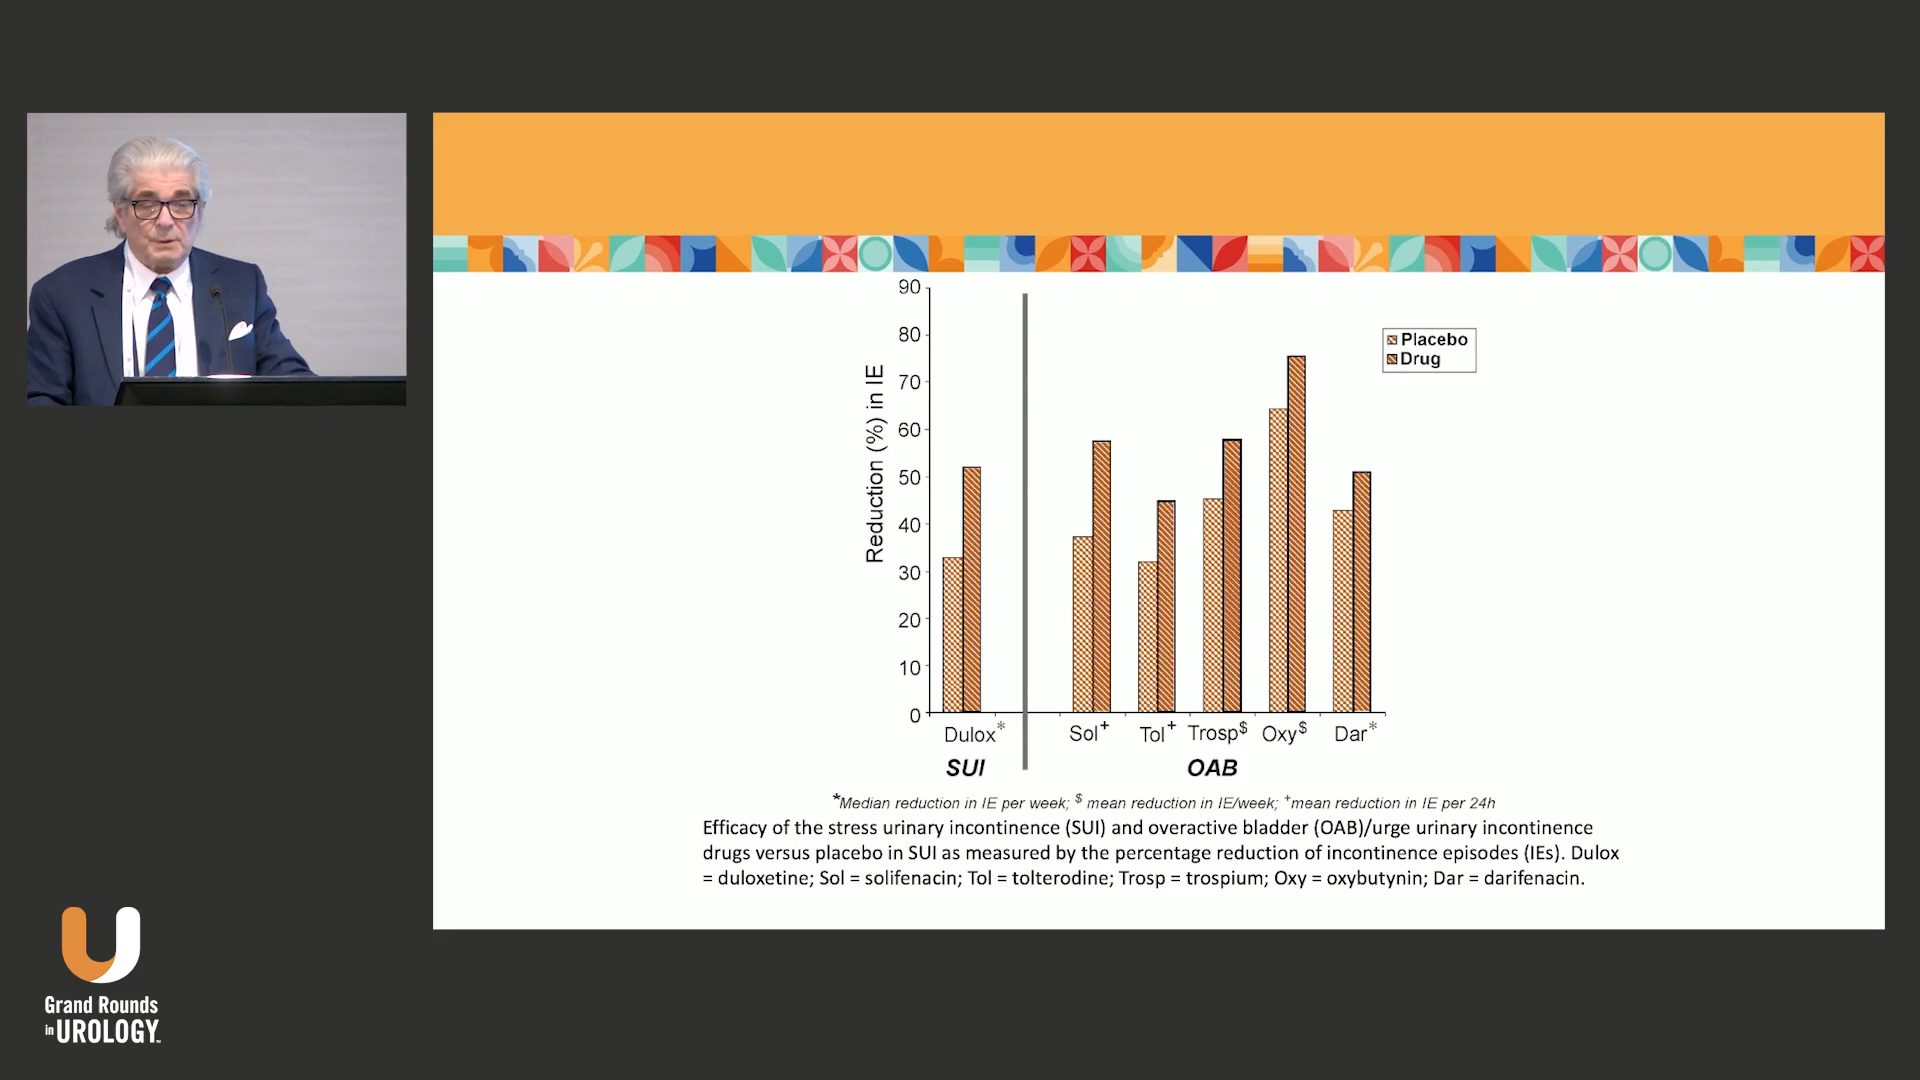 90
80
70
60
50
40
30
20
10
0
Reduction (%) in IE
Placebo
Drug
Dulox* Sol+ Tol+ Trosp$ Oxy$ Dar*
SUI OAB
*Median reduction in IE per week; $ mean reduction in IE/week; +mean reduction in IE per 24h
Efficacy of the stress urinary incontinence (SUI) and overactive bladder (OAB)/urge urinary incontinence
drugs versus placebo in SUI as measured by the percentage reduction of incontinence episodes (IEs). Dulox
= duloxetine; Sol = solifenacin; Tol = tolterodine; Trosp = trospium; Oxy = oxybutynin; Dar = darifenacin.
Grand Rounds
in UROLOGY™